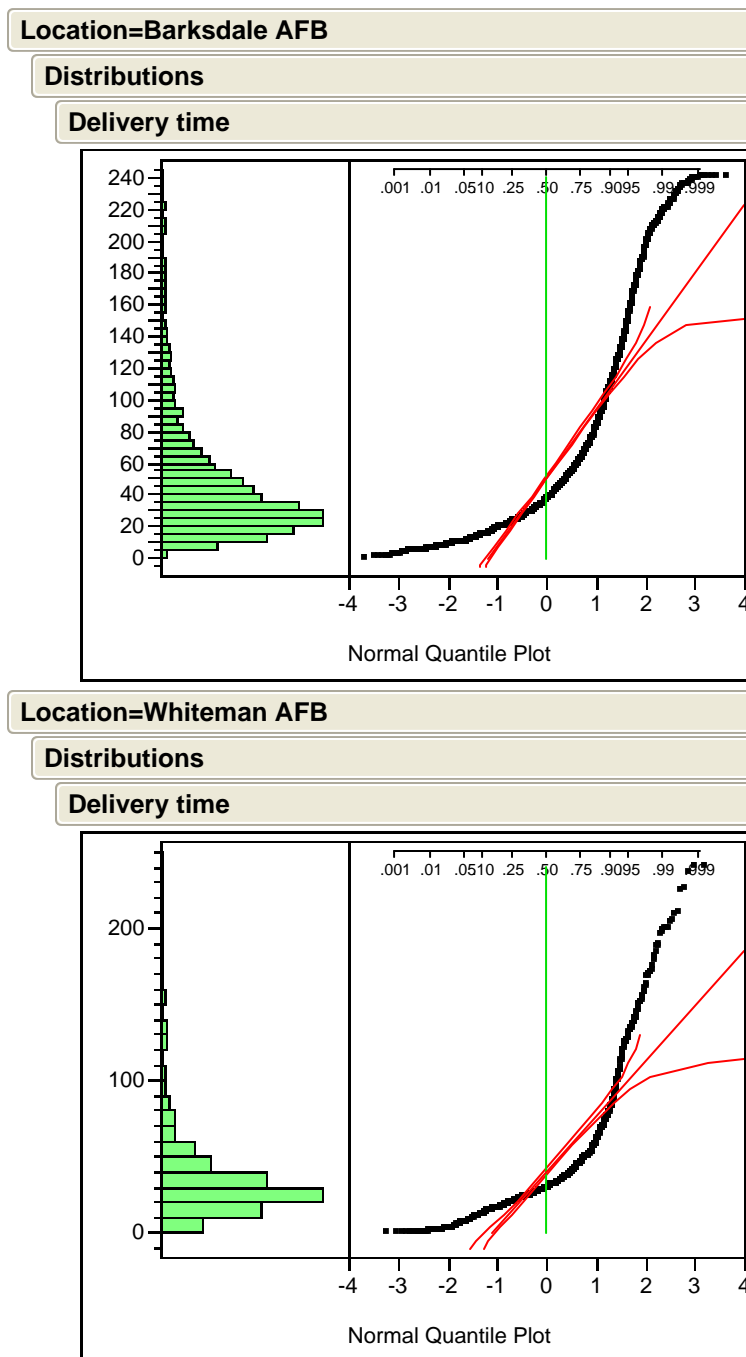 Location=Barksdale AFB
Distributions
Delivery time
240
220
200
180
160
140
120
100
80
60
40
20
0
.001 .01 .05 .10 .25 .50 .75 .90 .95 .99 .999
-4 -3 -2 -1 0 1 2 3 4
Normal Quantile Plot
Location=Whiteman AFB
Distributions
Delivery time
200
100
0
.001 .01 .05 .10 .25 .50 .75 .90 .95 .99 .999
-4 -3 -2 -1 0 1 2 3 4
Normal Quantile Plot